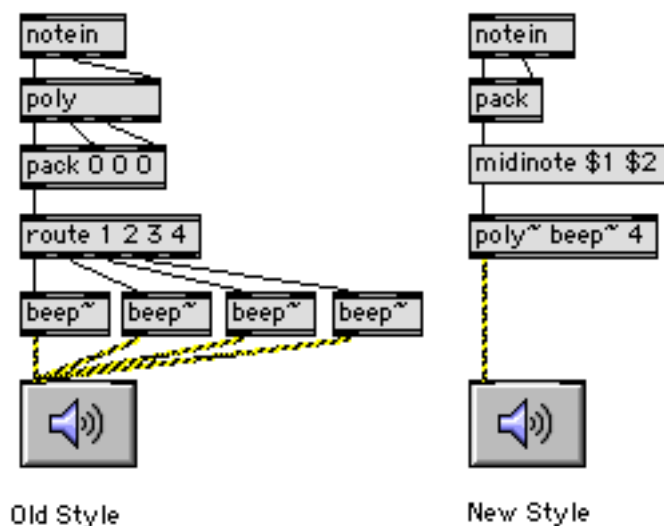 notein
poly
pack 0 0 0
route 1 2 3 4
beep~ beep~ beep~ beep~
Old Style
notein
pack
midinote $1 $2
poly~ beep~ 4
New Style